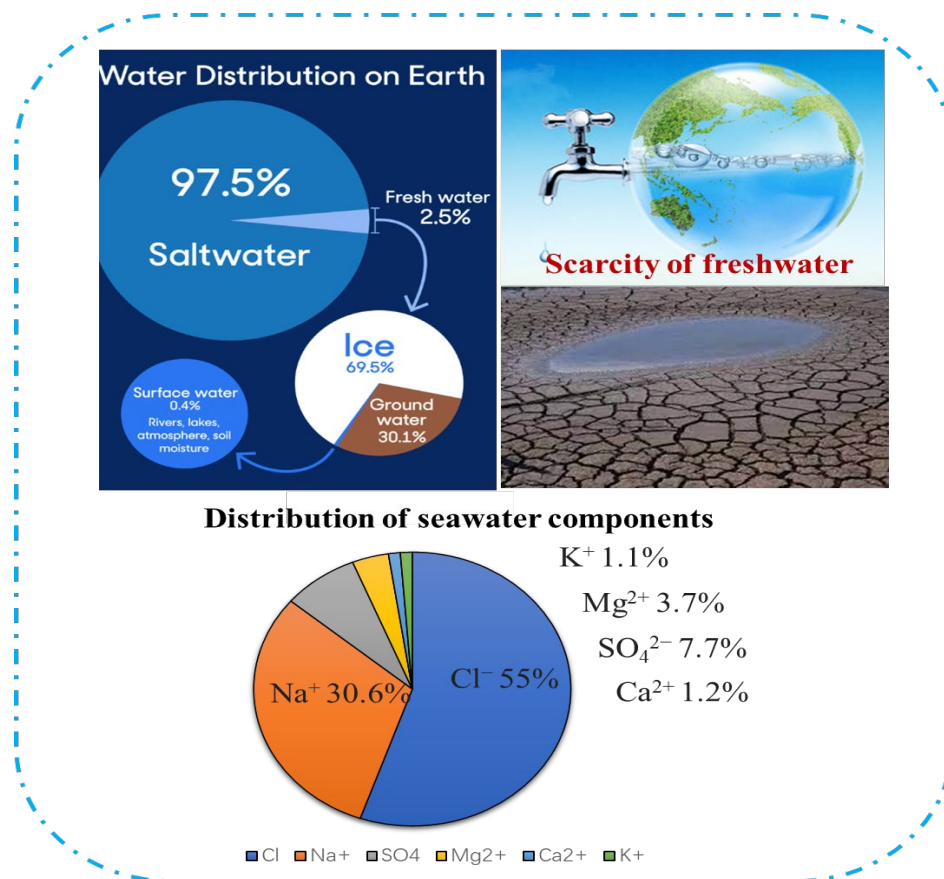 Water Distribution on Earth
97.5%
Saltwater
Fresh water
2.5%
Ice
69.5%
Ground
water
30.1%
Surface water
0.4%
Rivers, lakes,
atmosphere, soil
moisture
Scarcity of freshwater
Distribution of seawater components
K⁺ 1.1%
Mg²⁺ 3.7%
SO₄²⁻ 7.7%
Ca²⁺ 1.2%
Na⁺ 30.6%
Cl⁻ 55%
Cl Na+ SO4 Mg2+ Ca2+ K+